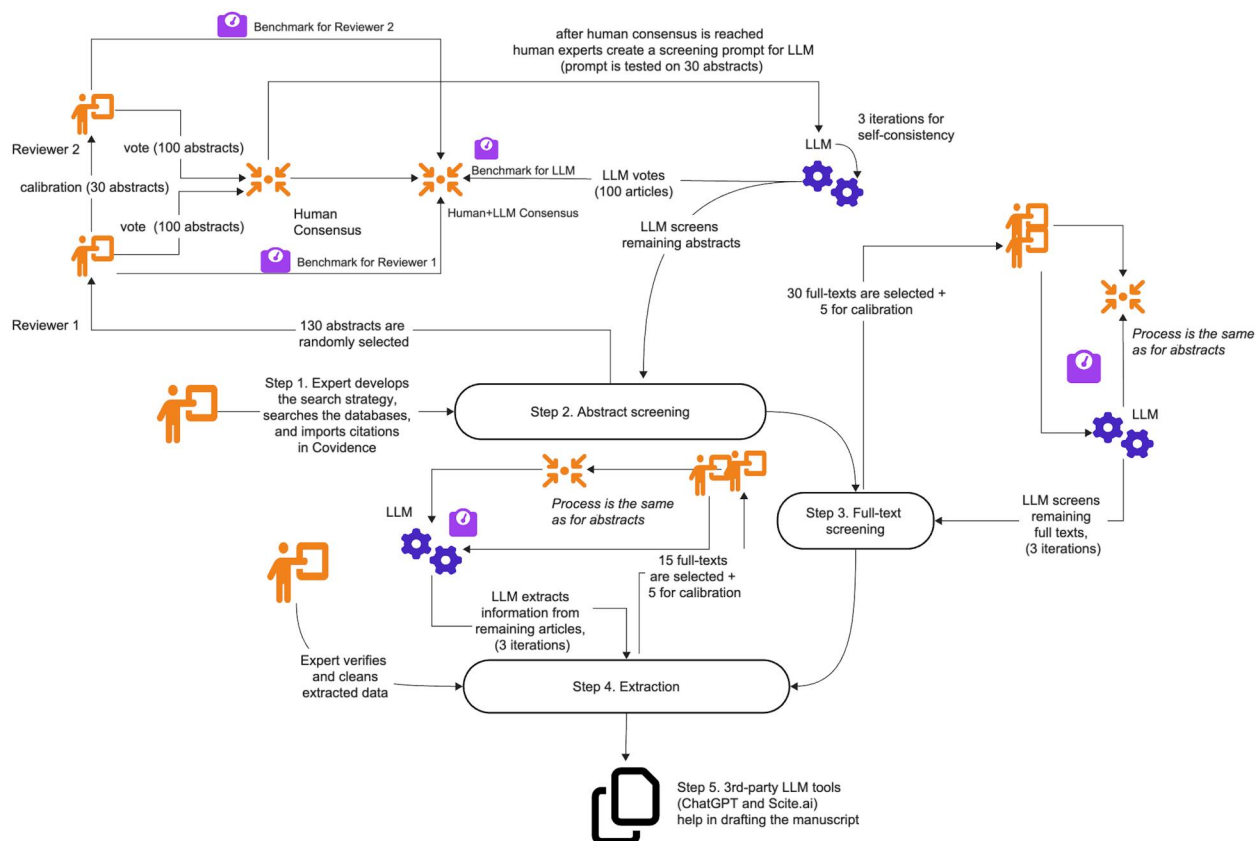 Benchmark for Reviewer 2
after human consensus is reached
human experts create a screening prompt for LLM
(prompt is tested on 30 abstracts)
3 iterations for
self-consistency
LLM
Reviewer 2
vote (100 abstracts)
calibration (30 abstracts)
vote  (100 abstracts)
Human
Consensus
Benchmark for LLM
Human+LLM Consensus
LLM votes
(100 articles)
LLM screens
remaining abstracts
Benchmark for Reviewer 1
Reviewer 1
130 abstracts are
randomly selected
30 full-texts are selected +
5 for calibration
Process is the same
as for abstracts
LLM
Step 1. Expert develops
the search strategy,
searches the databases,
and imports citations
in Covidence
Step 2. Abstract screening
Process is the same
as for abstracts
LLM
Step 3. Full-text
screening
LLM screens
remaining
full texts,
(3 iterations)
15 full-texts
are selected +
5 for calibration
LLM extracts
information from
remaining articles,
(3 iterations)
Expert verifies
and cleans
extracted data
Step 4. Extraction
Step 5. 3rd-party LLM tools
(ChatGPT and Scite.ai)
help in drafting the manuscript